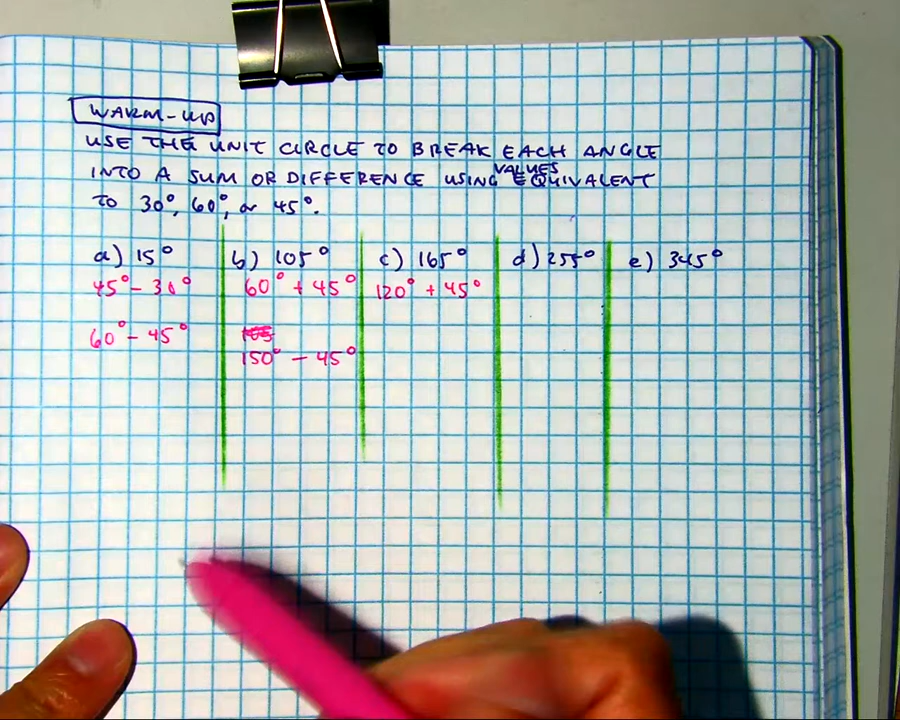 WARM-UP
USE THE UNIT CIRCLE TO BREAK EACH ANGLE
INTO A SUM OR DIFFERENCE USING VALUES EQUIVALENT
TO 30°, 60°, or 45°.
a) 15° b) 105° c) 165° d) 255° e) 345°
45° - 30° 60° + 45° 120° + 45°
60° - 45°
150° - 45°